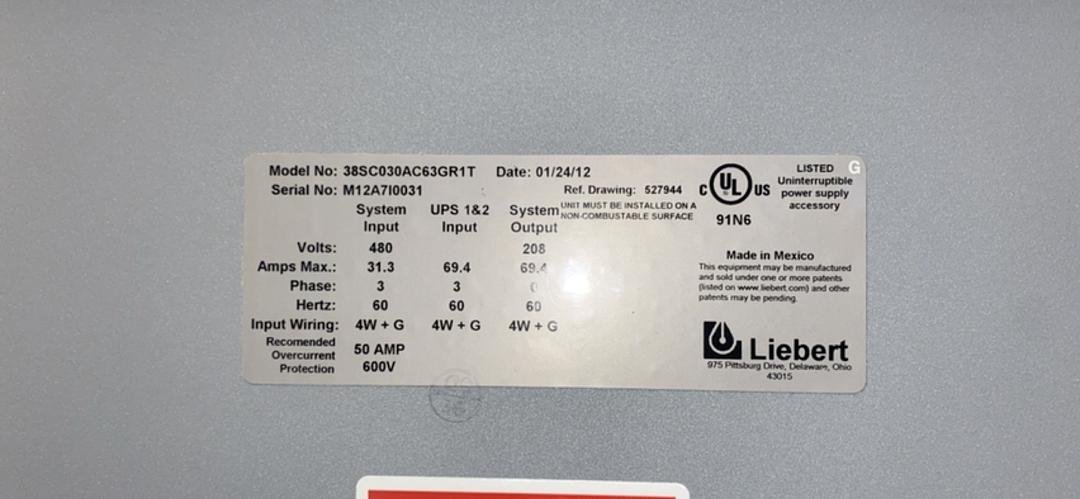 Model No: 38SC030AC63GR1T Date: 01/24/12
Serial No: M12A7I0031
Ref. Drawing: 527944
UNIT MUST BE INSTALLED ON A
NON-COMBUSTABLE SURFACE
System Input UPS 1&2 Input System Output
Volts: 480 208
Amps Max.: 31.3 69.4 69.4
Phase: 3 3
Hertz: 60 60 60
Input Wiring: 4W + G 4W + G 4W + G
Recomended
Overcurrent
Protection
50 AMP
600V
C UL US
91N6
LISTED G
Uninterruptible
power supply
accessory
Made in Mexico
This equipment may be manufactured
and sold under one or more patents
(listed on www.liebert.com) and other
patents may be pending.
Liebert
975 Pittsburg Drive, Delaware, Ohio
43015